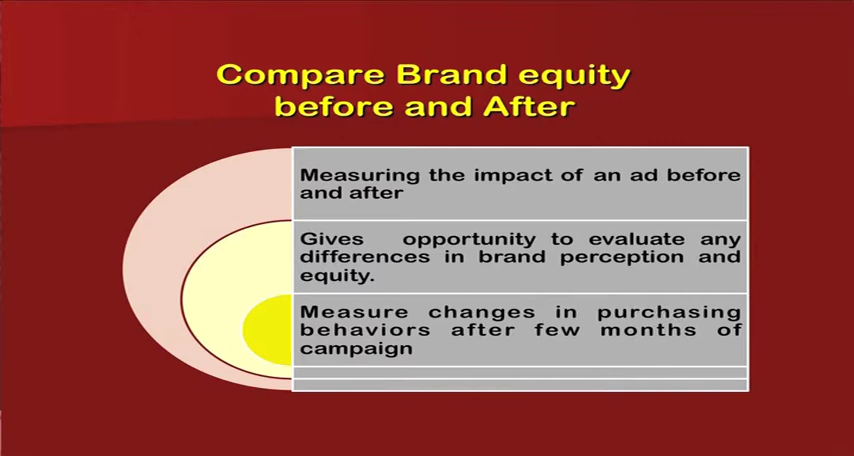 Compare Brand equity
before and After
Measuring the impact of an ad before
and after
Gives opportunity to evaluate any
differences in brand perception and
equity.
Measure changes in purchasing
behaviors after few months of
campaign